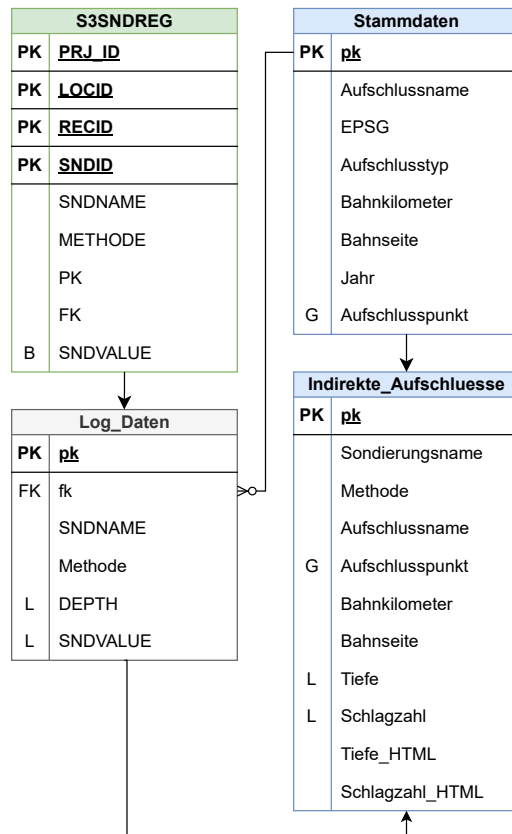 S3SNDREG
PK PRJ_ID
PK LOCID
PK RECID
PK SNDID
SNDNAME
METHODE
PK
FK
B SNDVALUE
Log_Daten
PK pk
FK fk
SNDNAME
Methode
L DEPTH
L SNDVALUE
Stammdaten
PK pk
Aufschlussname
EPSG
Aufschlusstyp
Bahnkilometer
Bahnseite
Jahr
G Aufschlusspunkt
Indirekte_Aufschluesse
PK pk
Sondierungsname
Methode
Aufschlussname
G Aufschlusspunkt
Bahnkilometer
Bahnseite
L Tiefe
L Schlagzahl
Tiefe_HTML
Schlagzahl_HTML